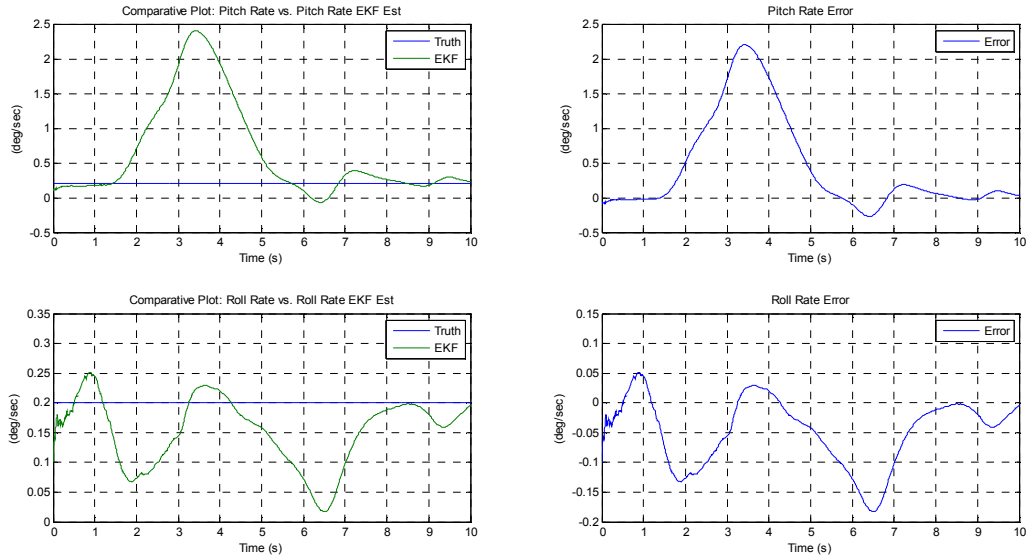 Comparative Plot: Pitch Rate vs. Pitch Rate EKF Est
(deg/sec)
2.5
2
1.5
1
0.5
0
-0.5
0 1 2 3 4 5 6 7 8 9 10
Time (s)
Truth
EKF
Pitch Rate Error
(deg/sec)
2.5
2
1.5
1
0.5
0
-0.5
0 1 2 3 4 5 6 7 8 9 10
Time (s)
Error
Comparative Plot: Roll Rate vs. Roll Rate EKF Est
(deg/sec)
0.35
0.3
0.25
0.2
0.15
0.1
0.05
0
0 1 2 3 4 5 6 7 8 9 10
Time (s)
Truth
EKF
Roll Rate Error
(deg/sec)
0.15
0.1
0.05
0
-0.05
-0.1
-0.15
-0.2
0 1 2 3 4 5 6 7 8 9 10
Time (s)
Error